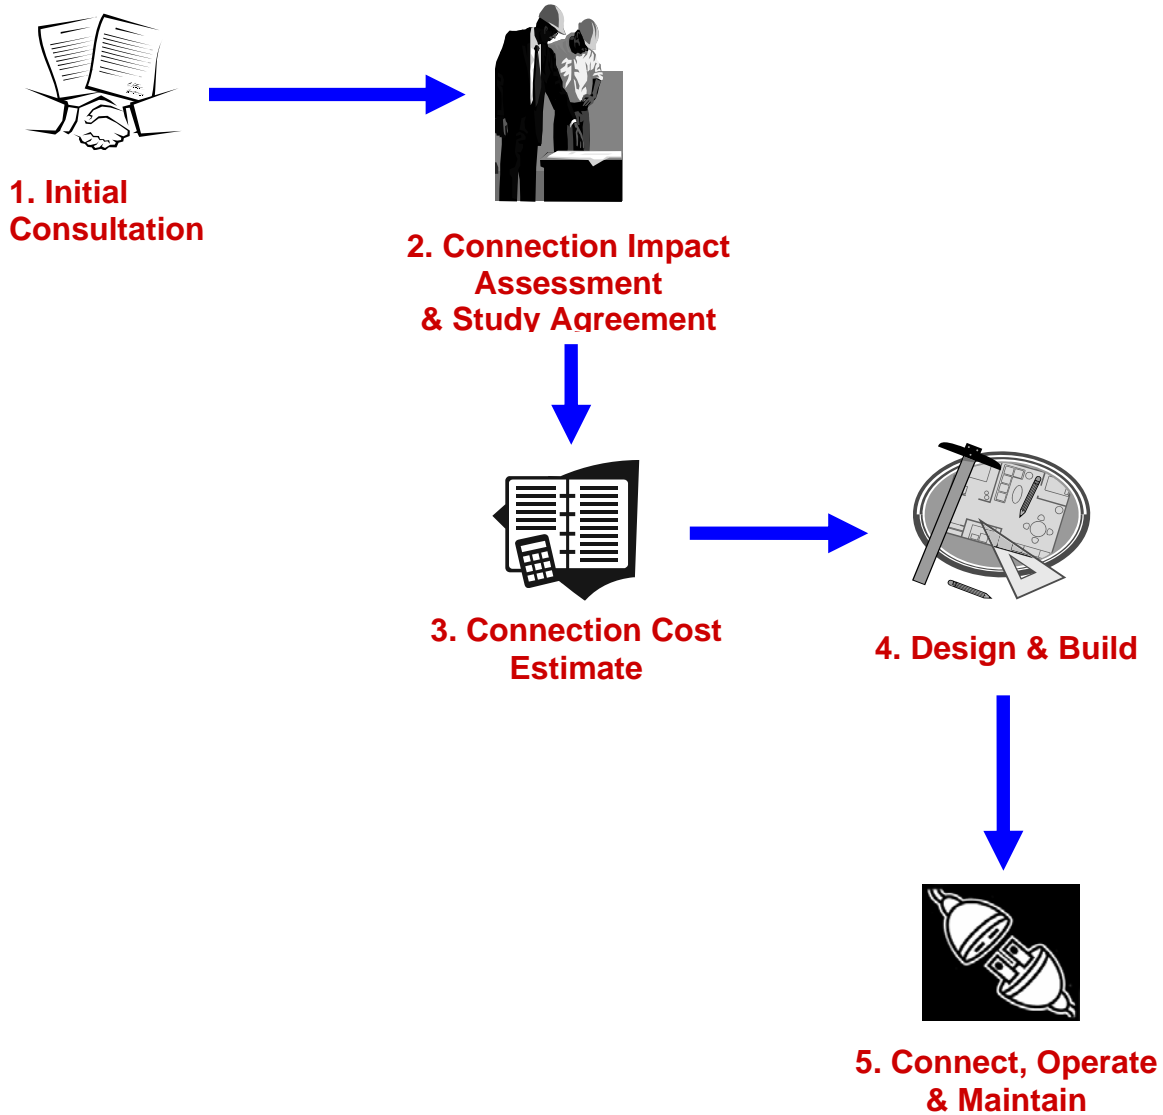 1. Initial
Consultation
2. Connection Impact
Assessment
& Study Agreement
3. Connection Cost
Estimate
4. Design & Build
5. Connect, Operate
& Maintain